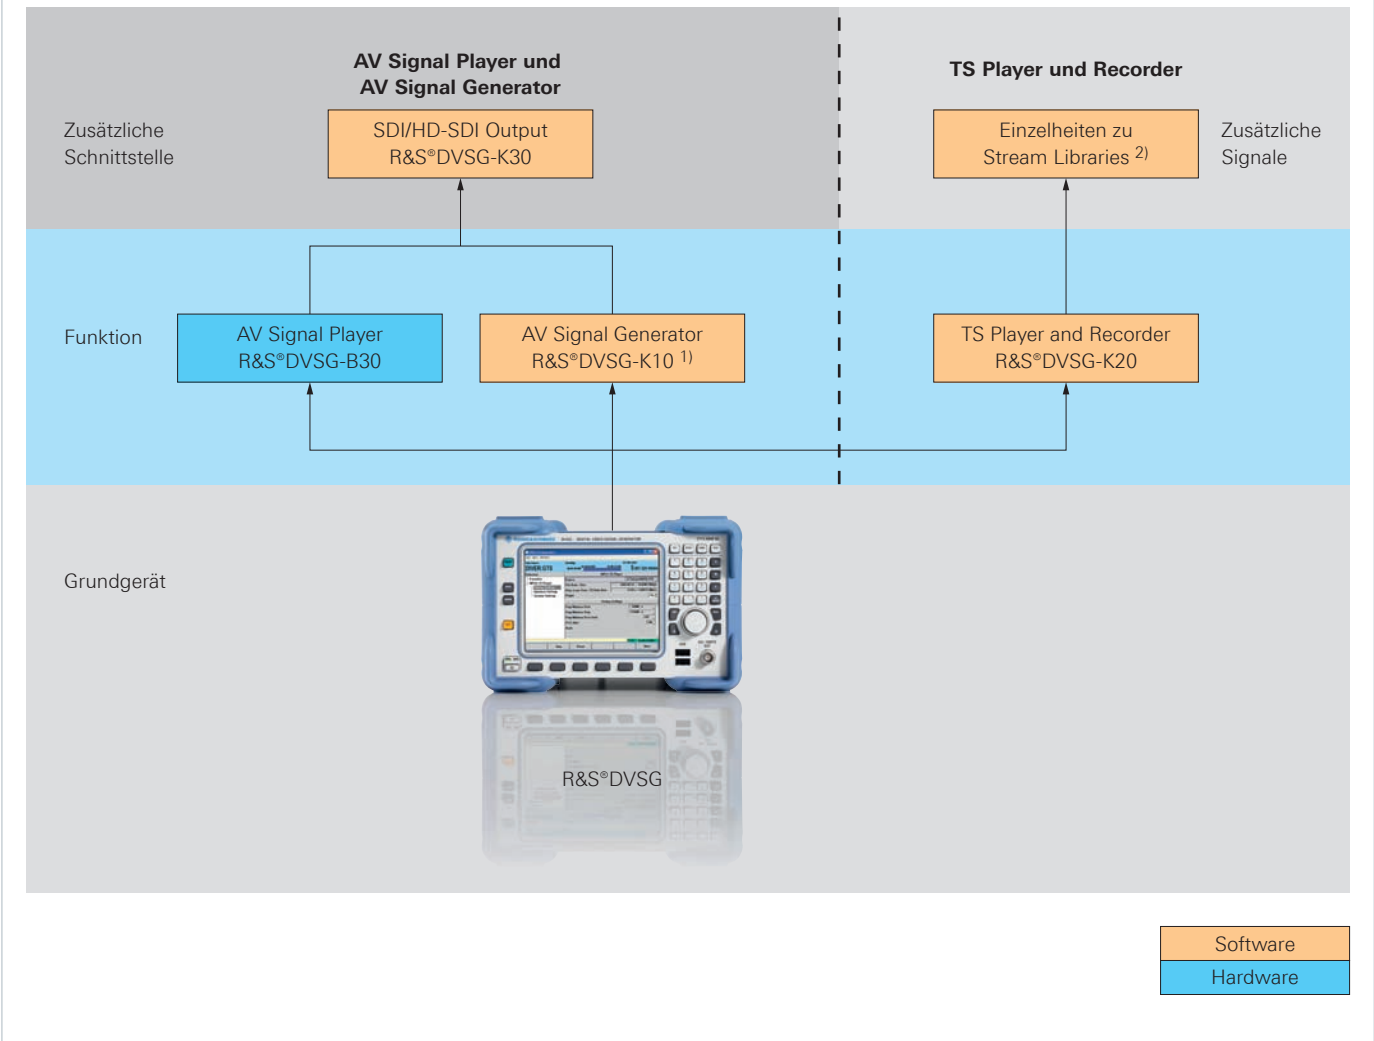 AV Signal Player und
AV Signal Generator
TS Player und Recorder
Zusätzliche
Schnittstelle
SDI/HD-SDI Output
R&S®DVSG-K30
Einzelheiten zu
Stream Libraries 2)
Zusätzliche
Signale
Funktion
AV Signal Player
R&S®DVSG-B30
AV Signal Generator
R&S®DVSG-K10 1)
TS Player and Recorder
R&S®DVSG-K20
Grundgerät
R&S®DVSG
Software
Hardware